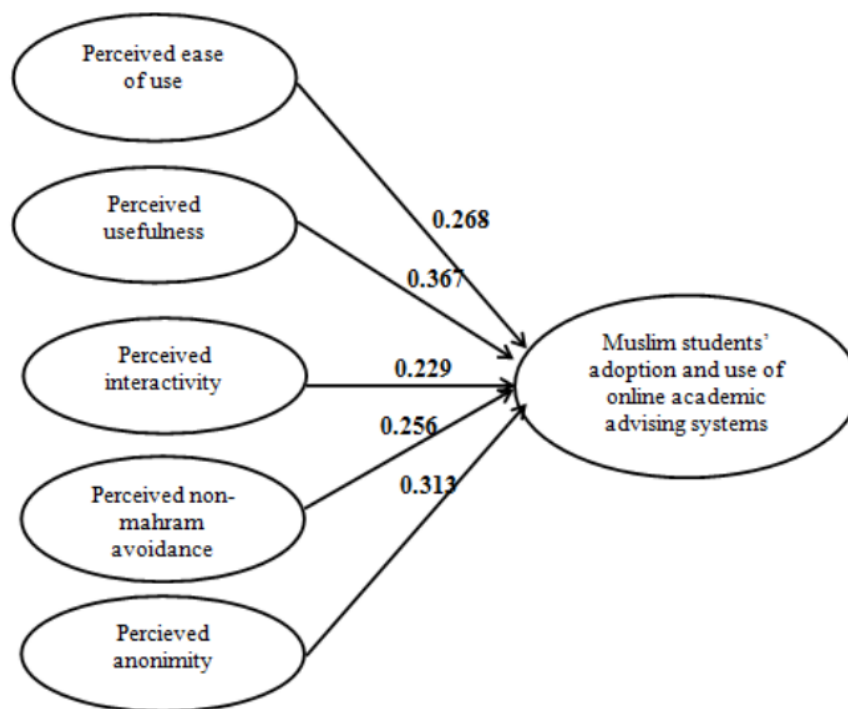 Perceived ease
of use
0.268
Perceived
usefulness
0.367
Perceived
interactivity
0.229
Muslim students’
adoption and use of
online academic
advising systems
0.256
Perceived non-
mahram
avoidance
0.313
Percieved
anonimity